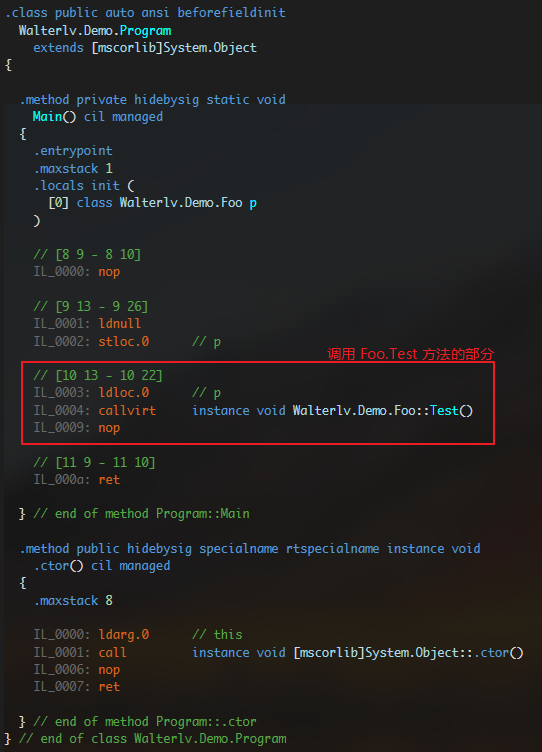 .class public auto ansi beforefieldinit
  Walterlv.Demo.Program
    extends [mscorlib]System.Object
{

  .method private hidebysig static void
    Main() cil managed
  {
    .entrypoint
    .maxstack 1
    .locals init (
      [0] class Walterlv.Demo.Foo p
    )

    // [8 9 - 8 10]
    IL_0000: nop

    // [9 13 - 9 26]
    IL_0001: ldnull
    IL_0002: stloc.0      // p

调用 Foo.Test 方法的部分
    // [10 13 - 10 22]
    IL_0003: ldloc.0      // p
    IL_0004: callvirt     instance void Walterlv.Demo.Foo::Test()
    IL_0009: nop

    // [11 9 - 11 10]
    IL_000a: ret

  } // end of method Program::Main

  .method public hidebysig specialname rtspecialname instance void
    .ctor() cil managed
  {
    .maxstack 8

    IL_0000: ldarg.0      // this
    IL_0001: call         instance void [mscorlib]System.Object::.ctor()
    IL_0006: nop
    IL_0007: ret

  } // end of method Program::.ctor
} // end of class Walterlv.Demo.Program